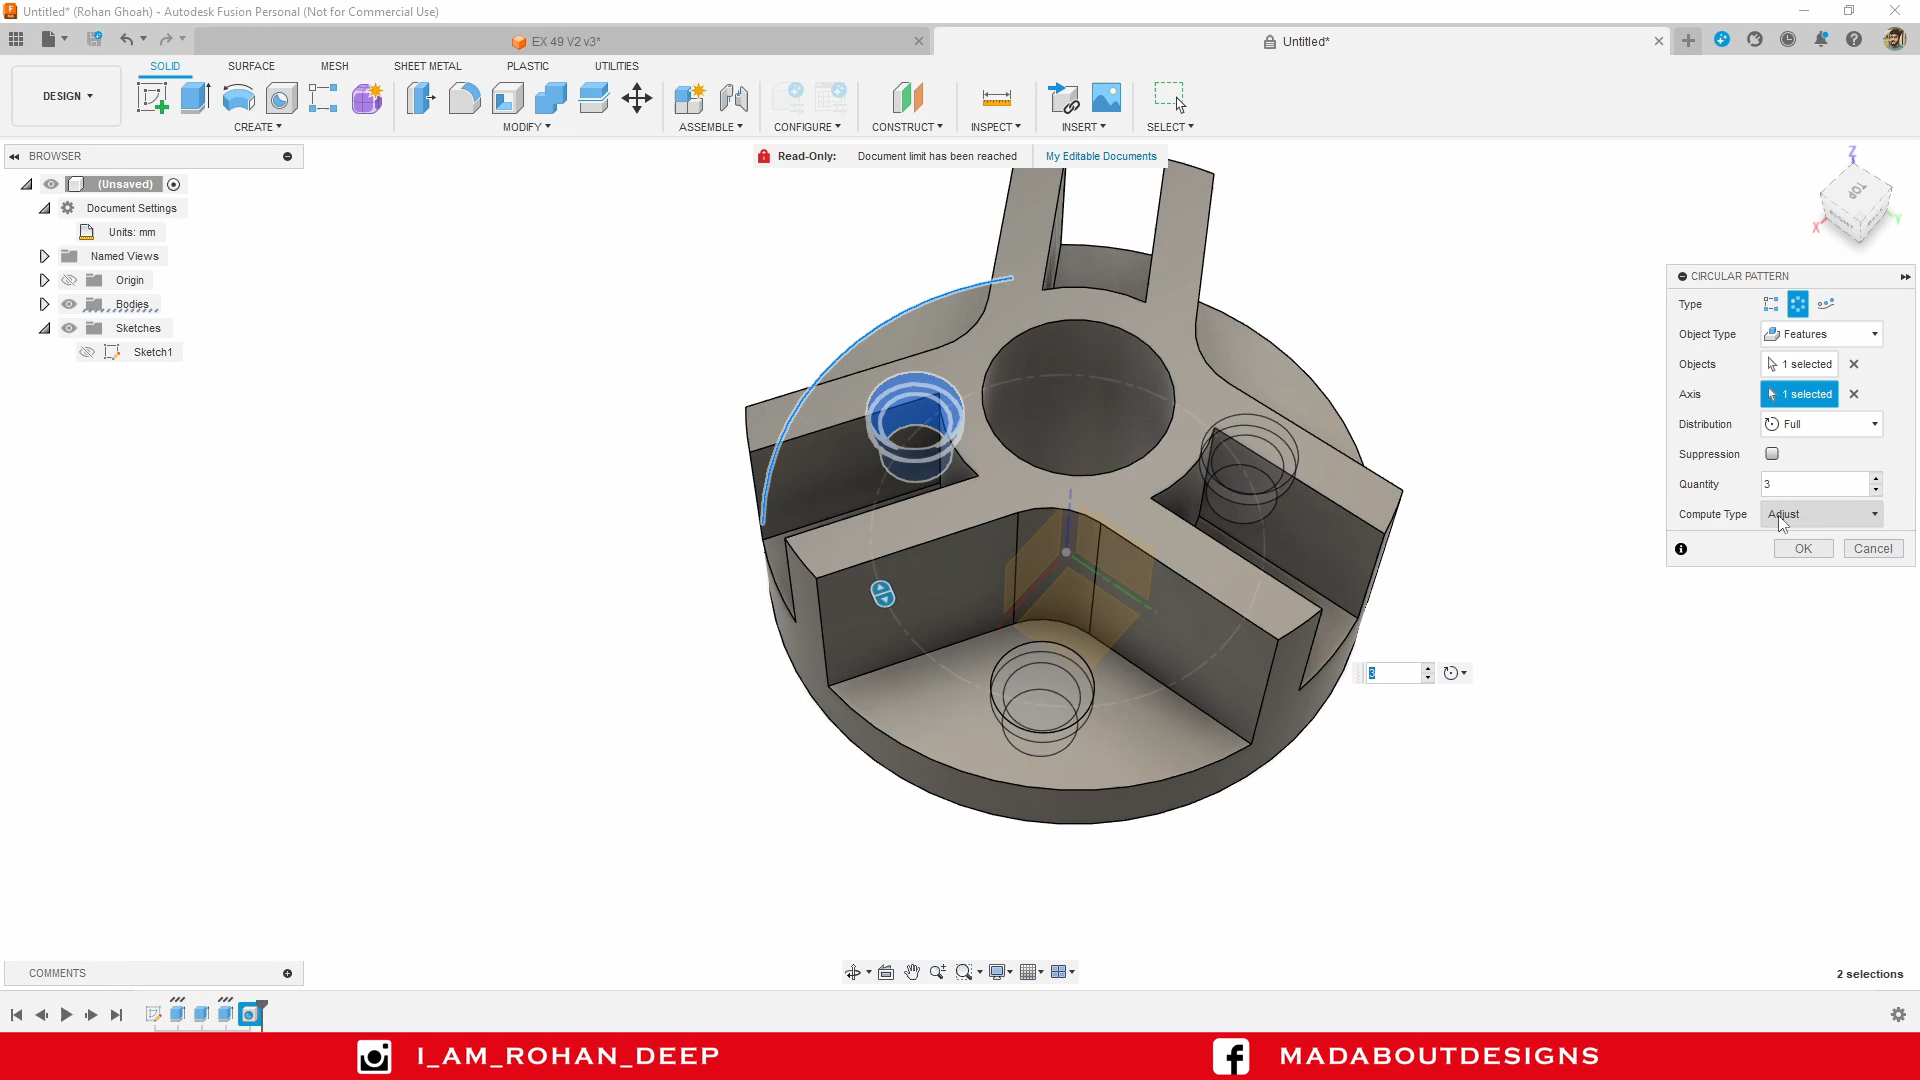 Untitled* (Rohan Ghoah) - Autodesk Fusion Personal (Not for Commercial Use)
EX 49 V2 v3*
Untitled*
DESIGN
SOLID
SURFACE
MESH
SHEET METAL
PLASTIC
UTILITIES
CREATE
MODIFY
ASSEMBLE
CONFIGURE
CONSTRUCT
INSPECT
INSERT
SELECT
BROWSER
Read-Only: Document limit has been reached My Editable Documents
(Unsaved)
Document Settings
Units: mm
Named Views
Origin
Bodies
Sketches
Sketch1
Z
TOP
RIGHT
BACK
X
Y
CIRCULAR PATTERN
Type
Object Type Features
Objects 1 selected
Axis 1 selected
Distribution Full
Suppression
Quantity 3
Compute Type Adjust
OK Cancel
3
COMMENTS
2 selections
I_AM_ROHAN_DEEP
MADABOUTDESIGNS